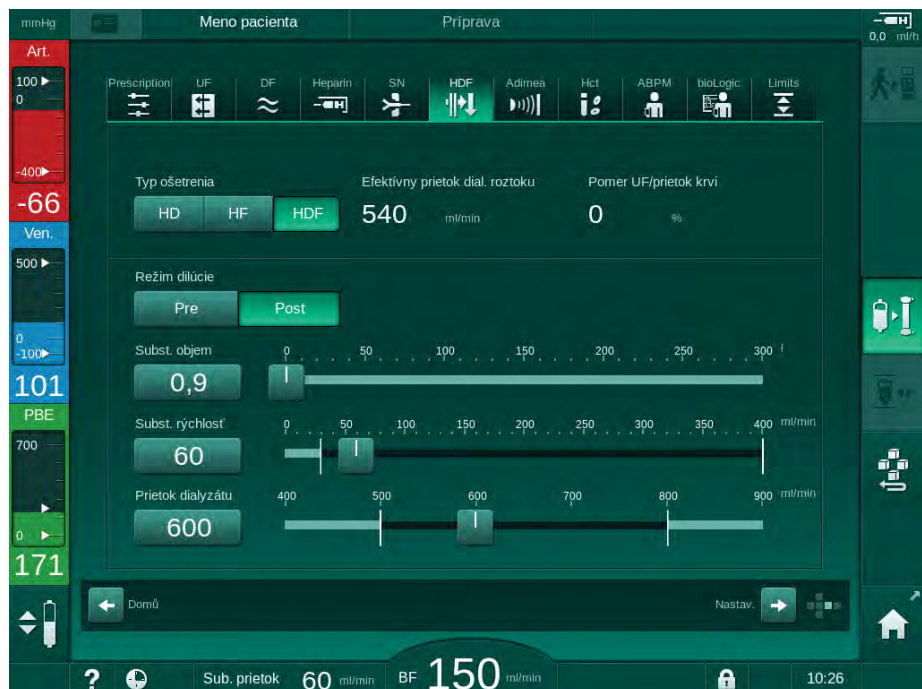 mmHg Meno pacienta Príprava
0,0 ml/h
Art.
100
0
-400
-66
Ven.
500
0
-100
101
PBE
700
0
171
Prescription UF DF Heparin SN HDF Adimea Hct ABPM bioLogic Limits
Typ ošetrenia Efektívny prietok dial. roztoku Pomer UF/prietok krvi
HD HF HDF 540 ml/min 0 %
Režim dilúcie
Pre Post
Subst. objem 0 50 100 150 200 250 300 l
0,9
Subst. rýchlosť 0 50 100 150 200 250 300 350 400 ml/min
60
Prietok dialyzátu 400 500 600 700 800 900 ml/min
600
Domů Nastav.
? Sub. prietok 60 ml/min BF 150 ml/min 10:26